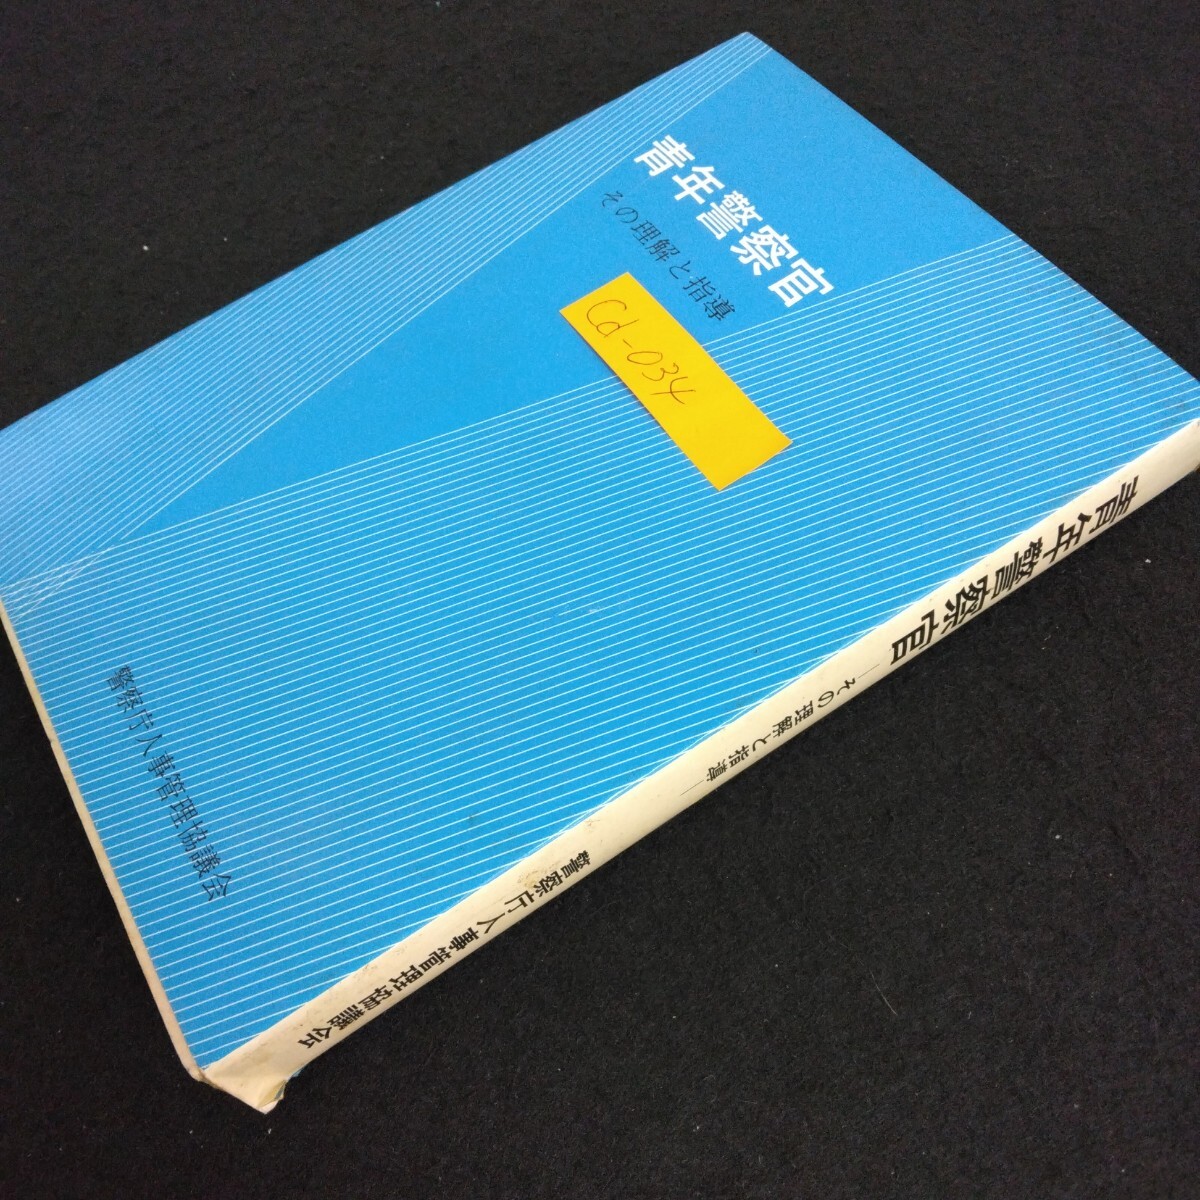 青年警察官
その理解と指導
Cd-034
警察庁人事管理協議会
青年警察官
―その理解と指導―
警察庁人事管理協議会